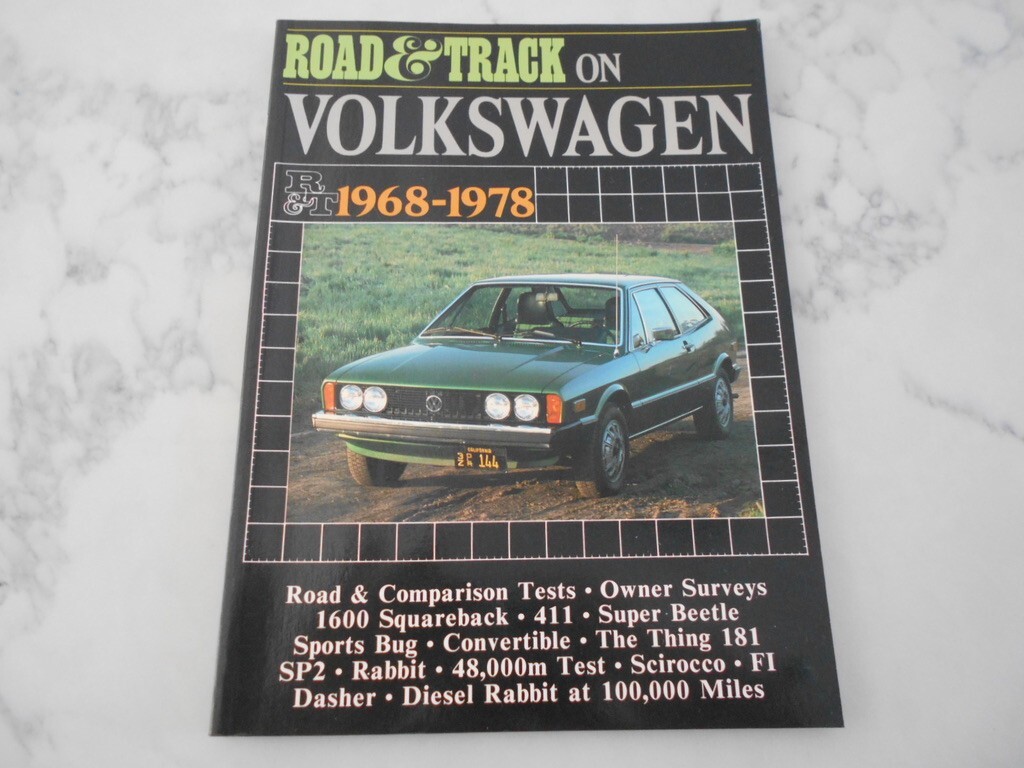 ROAD & TRACK ON
VOLKSWAGEN
R
&T 1968-1978
CALIFORNIA
144
Road & Comparison Tests • Owner Surveys
1600 Squareback • 411 • Super Beetle
Sports Bug • Convertible • The Thing 181
SP2 • Rabbit • 48,000m Test • Scirocco • FI
Dasher • Diesel Rabbit at 100,000 Miles